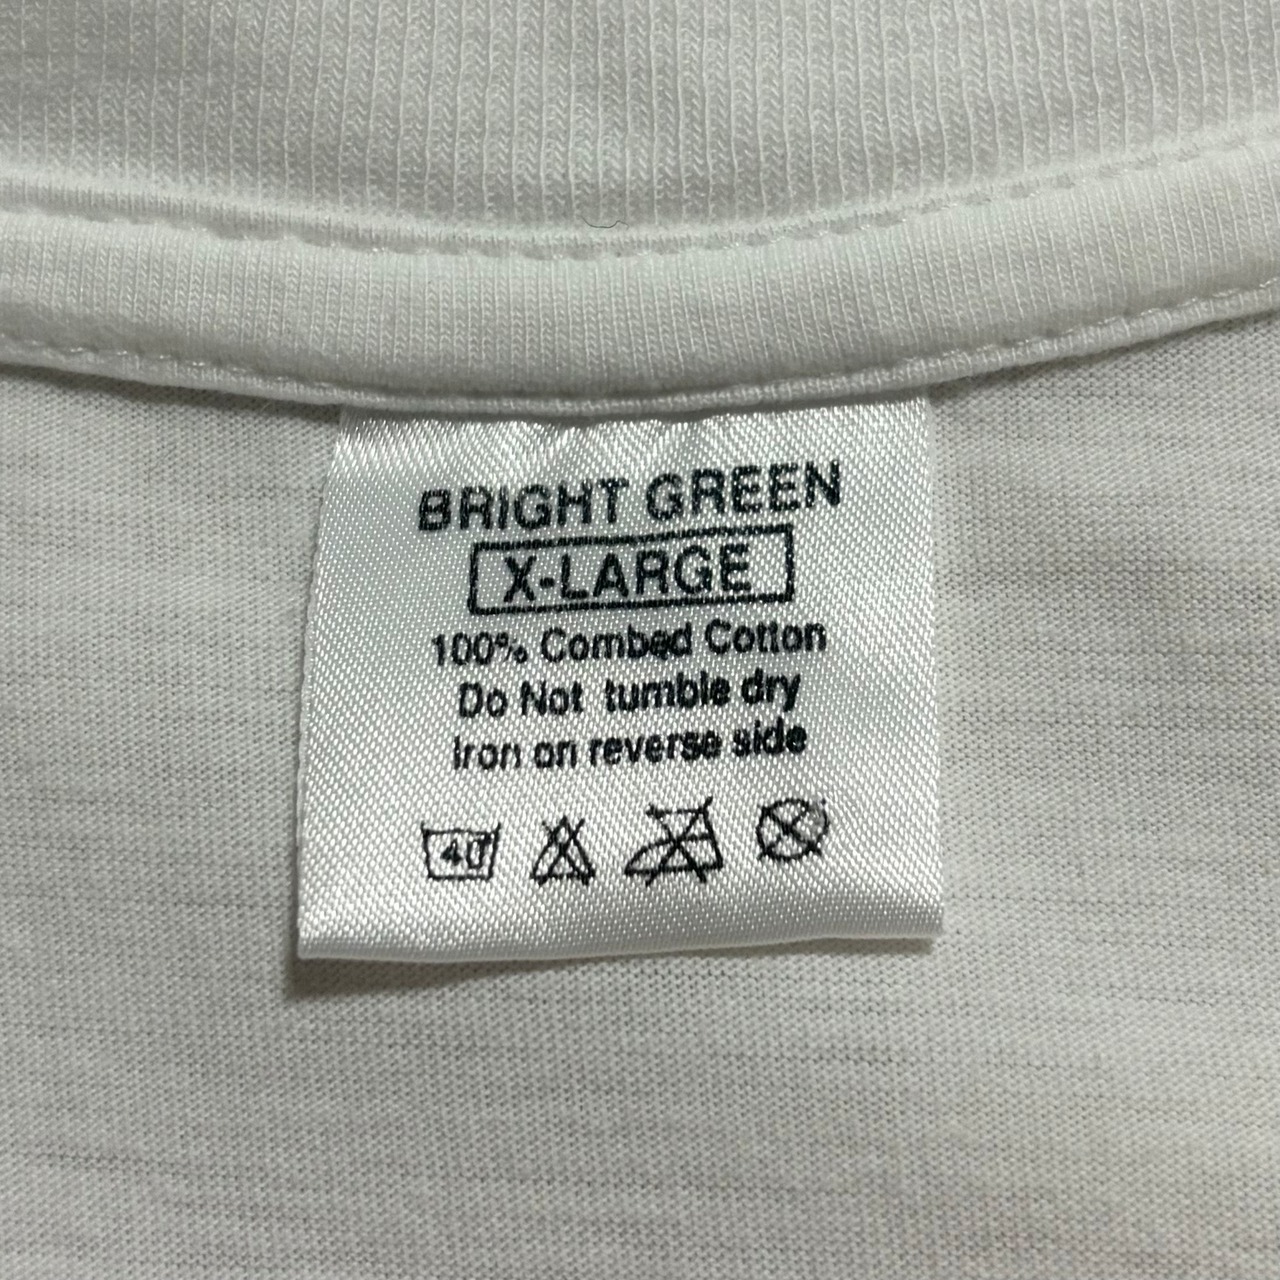 BRIGHT GREEN
X-LARGE
100% Combed Cotton
Do Not tumble dry
Iron on reverse side
40